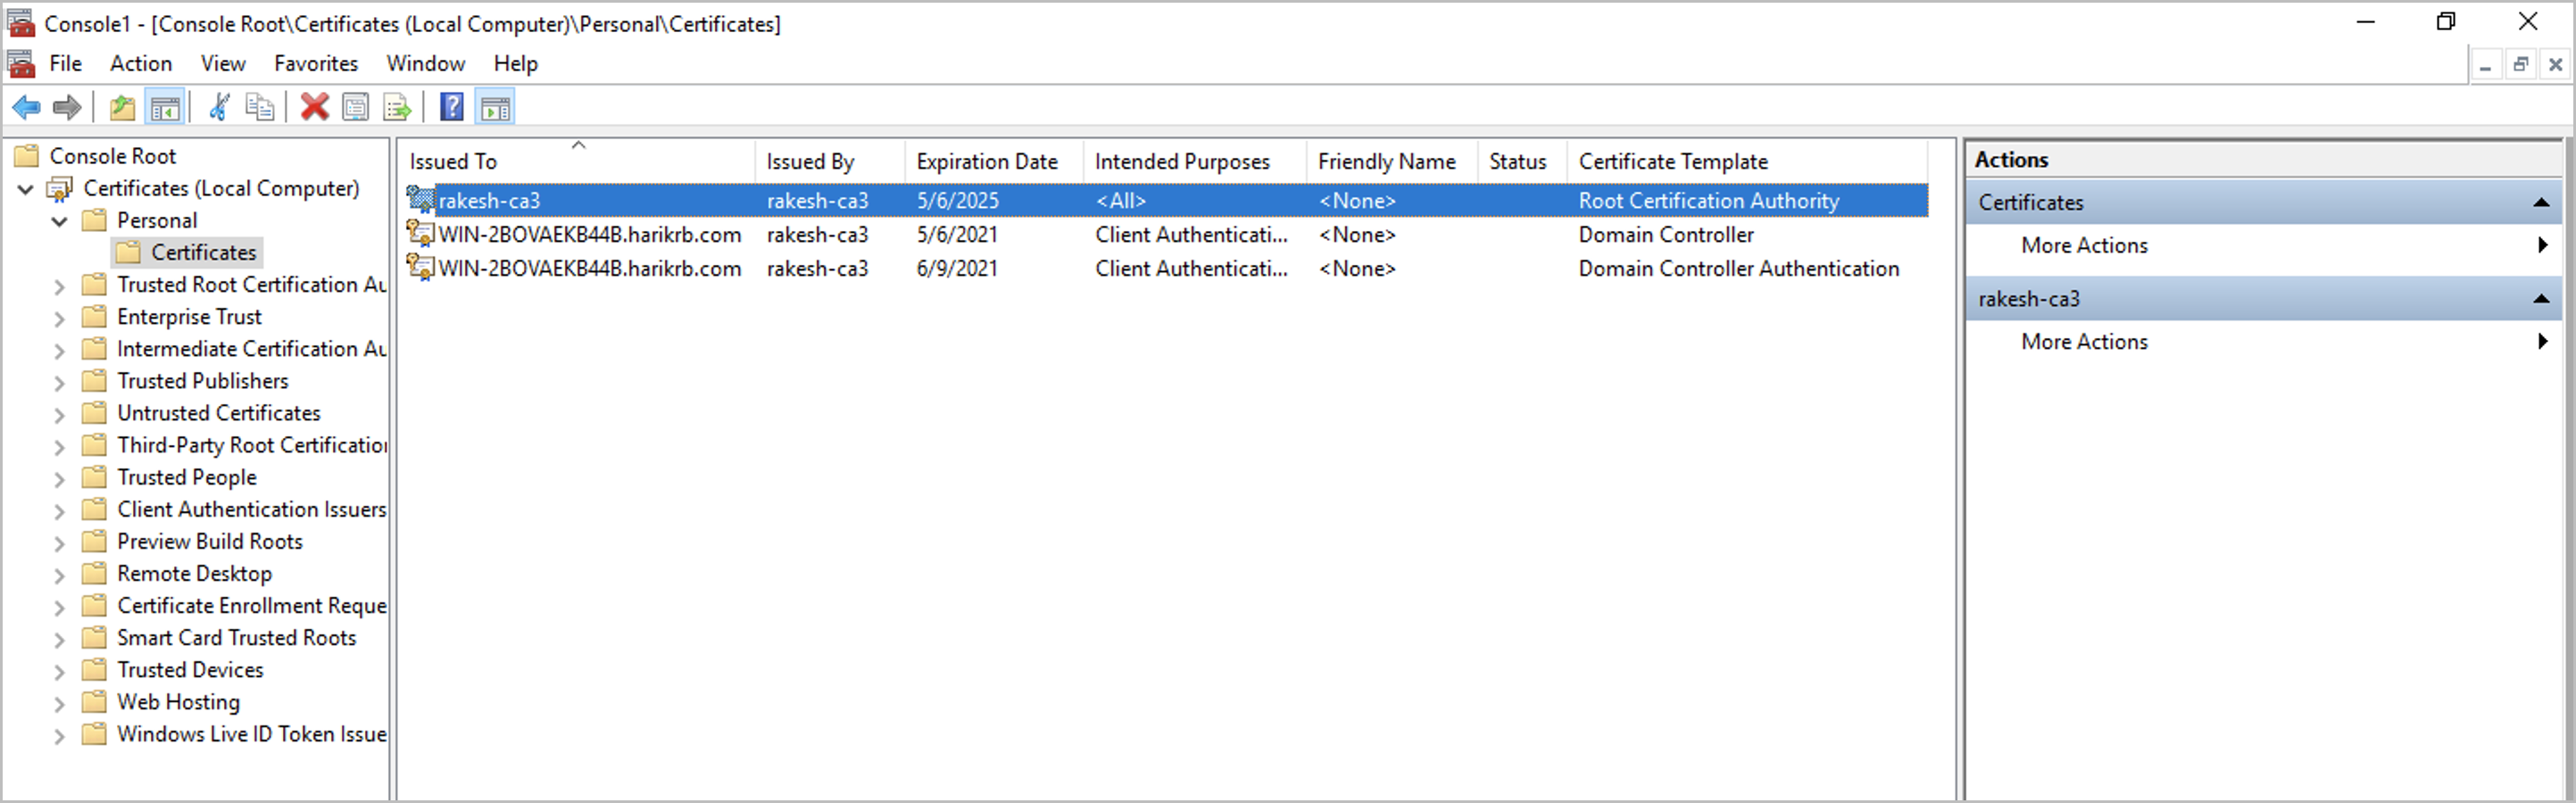 Console1 - [Console Root\Certificates (Local Computer)\Personal\Certificates]
File Action View Favorites Window Help
Console Root
Certificates (Local Computer)
Personal
Certificates
Trusted Root Certification Au
Enterprise Trust
Intermediate Certification Au
Trusted Publishers
Untrusted Certificates
Third-Party Root Certification
Trusted People
Client Authentication Issuers
Preview Build Roots
Remote Desktop
Certificate Enrollment Reque
Smart Card Trusted Roots
Trusted Devices
Web Hosting
Windows Live ID Token Issue
Issued To Issued By Expiration Date Intended Purposes Friendly Name Status Certificate Template
rakesh-ca3 rakesh-ca3 5/6/2025 <All> <None> Root Certification Authority
WIN-2BOVAEKB44B.harikrb.com rakesh-ca3 5/6/2021 Client Authenticati... <None> Domain Controller
WIN-2BOVAEKB44B.harikrb.com rakesh-ca3 6/9/2021 Client Authenticati... <None> Domain Controller Authentication
Actions
Certificates
More Actions
rakesh-ca3
More Actions